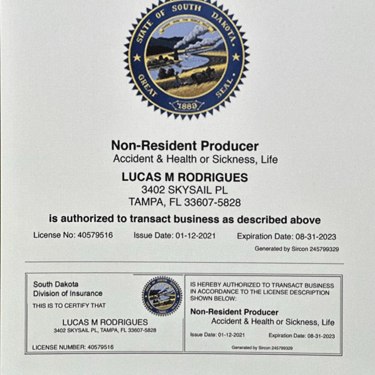 STATE OF SOUTH DAKOTA
GREAT SEAL
1889
Non-Resident Producer
Accident & Health or Sickness, Life
LUCAS M RODRIGUES
3402 SKYSAIL PL
TAMPA, FL 33607-5828
is authorized to transact business as described above
License No: 40579516 Issue Date: 01-12-2021 Expiration Date: 08-31-2023
Generated by Sircon 245799329
South Dakota
Division of Insurance
THIS IS TO CERTIFY THAT
LUCAS M RODRIGUES
3402 SKYSAIL PL, TAMPA, FL 33607-5828
LICENSE NUMBER: 40579516
IS HEREBY AUTHORIZED TO TRANSACT BUSINESS
IN ACCORDANCE TO THE LICENSE DESCRIPTION
SHOWN BELOW:
Non-Resident Producer
Accident & Health or Sickness, Life
Issue Date: 01-12-2021 Expiration Date: 08-31-2023
Generated by Sircon 245799329